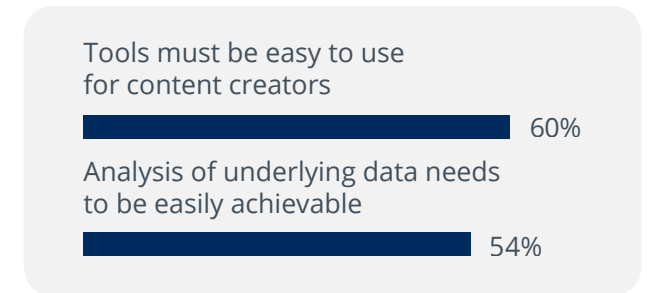 Tools must be easy to use
for content creators
60%
Analysis of underlying data needs
to be easily achievable
54%